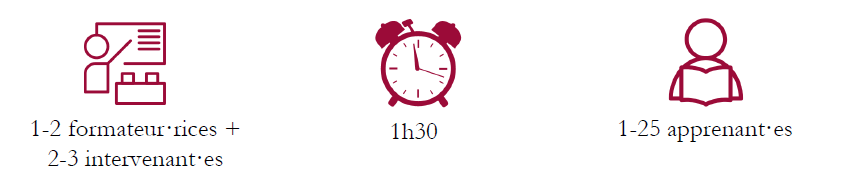 1-2 formateur·rices +
2-3 intervenant·es
1h30
1-25 apprenant·es